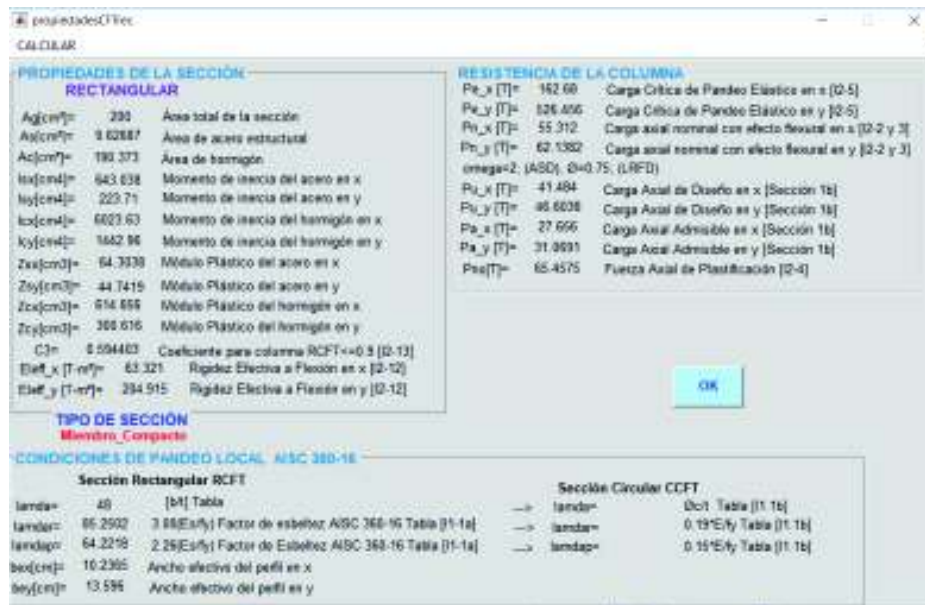 propiedadesCFTrec
CALCULAR
PROPIEDADES DE LA SECCIÓN
RECTANGULAR
Ag[cm²]= 200 Área total de la sección
As[cm²]= 9.62687 Área de acero estructural
Ac[cm²]= 190.373 Área de hormigón
Isx[cm4]= 643.038 Momento de inercia del acero en x
Isy[cm4]= 223.71 Momento de inercia del acero en y
Icx[cm4]= 6023.63 Momento de inercia del hormigón en x
Icy[cm4]= 1442.96 Momento de inercia del hormigón en y
Zsx[cm3]= 64.3038 Módulo Plástico del acero en x
Zsy[cm3]= 44.7419 Módulo Plástico del acero en y
Zcx[cm3]= 614.656 Módulo Plástico del hormigón en x
Zcy[cm3]= 308.616 Módulo Plástico del hormigón en y
C3= 0.594403 Coeficiente para columna RCFT<=0.9 [I2-13]
EIeff_x [T-m²]= 63.321 Rigidez Efectiva a Flexión en x [I2-12]
EIeff_y [T-m²]= 204.915 Rigidez Efectiva a Flexión en y [I2-12]
TIPO DE SECCIÓN
Miembro_Compacto
RESISTENCIA DE LA COLUMNA
Pe_x [T]= 162.68 Carga Crítica de Pandeo Elástico en x [I2-5]
Pe_y [T]= 526.456 Carga Crítica de Pandeo Elástico en y [I2-5]
Pn_x [T]= 55.312 Carga axial nominal con efecto flexural en x [I2-2 y 3]
Pn_y [T]= 62.1382 Carga axial nominal con efecto flexural en y [I2-2 y 3]
omega=2; (ASD), Ø=0.75; (LRFD)
Pu_x [T]= 41.484 Carga Axial de Diseño en x [Sección 1b]
Pu_y [T]= 46.6036 Carga Axial de Diseño en y [Sección 1b]
Pa_x [T]= 27.656 Carga Axial Admisible en x [Sección 1b]
Pa_y [T]= 31.0691 Carga Axial Admisible en y [Sección 1b]
Pno[T]= 65.4575 Fuerza Axial de Plastificación [I2-4]
OK
CONDICIONES DE PANDEO LOCAL AISC 360-16
Sección Rectangular RCFT
lamda= 48 [b/t] Tabla
lamdar= 85.2502 3.00(Es/fy) Factor de esbeltez AISC 360-16 Tabla [I1-1a]
lamdap= 64.2218 2.26(Es/fy) Factor de Esbeltez AISC 360-16 Tabla [I1-1a]
bex[cm]= 10.2365 Ancho efectivo del perfil en x
bey[cm]= 13.596 Ancho efectivo del perfil en y
Sección Circular CCFT
--> lamda= Øc/t Tabla [I1.1b]
--> lamdar= 0.19*E/fy Tabla [I1.1b]
--> lamdap= 0.15*E/fy Tabla [I1.1b]